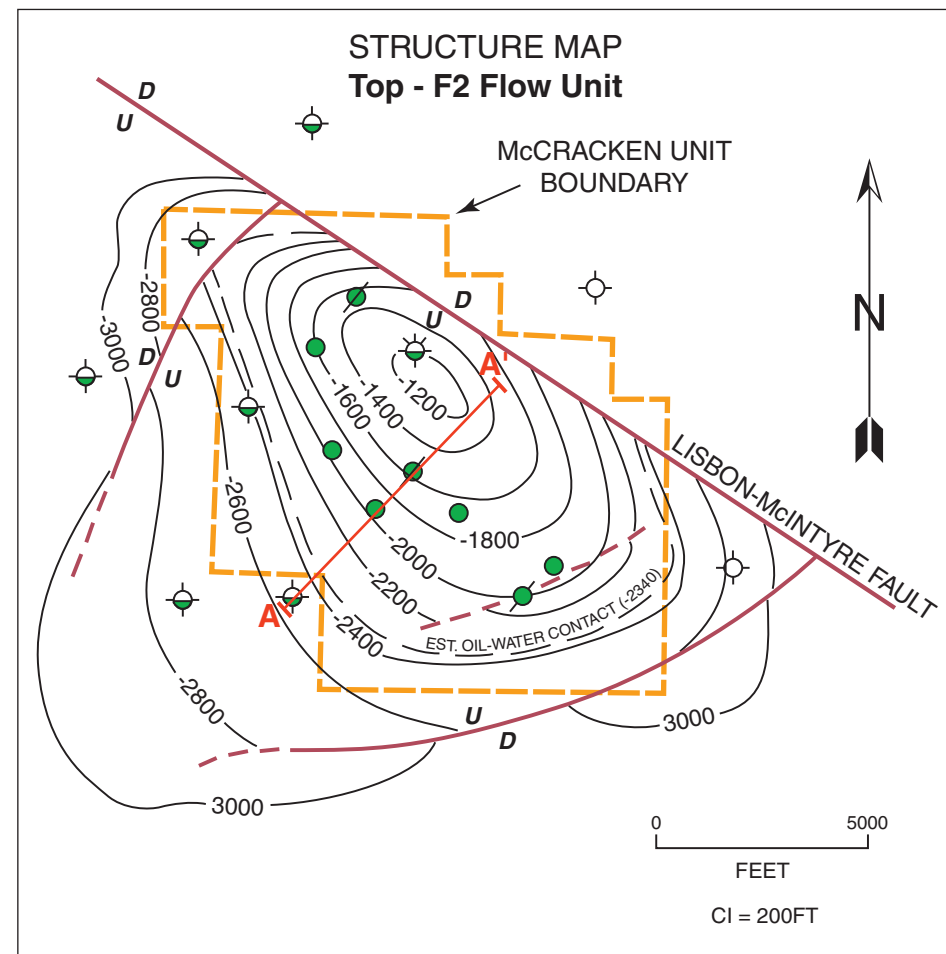 STRUCTURE MAP
Top - F2 Flow Unit
D
U
McCRACKEN UNIT
BOUNDARY
N
-2800
-3000
D
U
D
U
A'
-1200
-1400
-1600
-2600
LISBON-McINTYRE FAULT
-1800
-2000
-2200
EST. OIL-WATER CONTACT (-2340)
A
-2400
-2800
U
D
3000
3000
0 5000
FEET
CI = 200FT